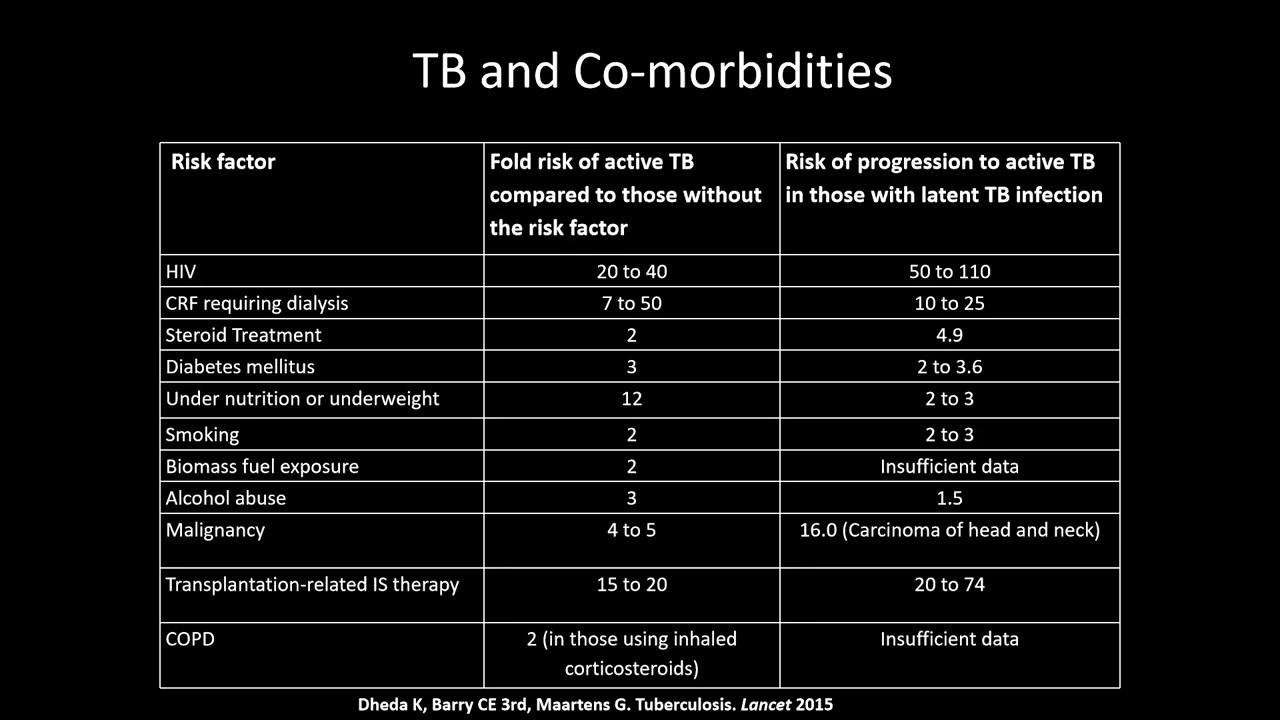 TB and Co-morbidities
Risk factor
Fold risk of active TB
compared to those without
the risk factor
Risk of progression to active TB
in those with latent TB infection
HIV
20 to 40
50 to 110
CRF requiring dialysis
7 to 50
10 to 25
Steroid Treatment
2
4.9
Diabetes mellitus
3
2 to 3.6
Under nutrition or underweight
12
2 to 3
Smoking
2
2 to 3
Biomass fuel exposure
2
Insufficient data
Alcohol abuse
3
1.5
Malignancy
4 to 5
16.0 (Carcinoma of head and neck)
Transplantation-related IS therapy
15 to 20
20 to 74
COPD
2 (in those using inhaled
corticosteroids)
Insufficient data
Dheda K, Barry CE 3rd, Maartens G. Tuberculosis. Lancet 2015